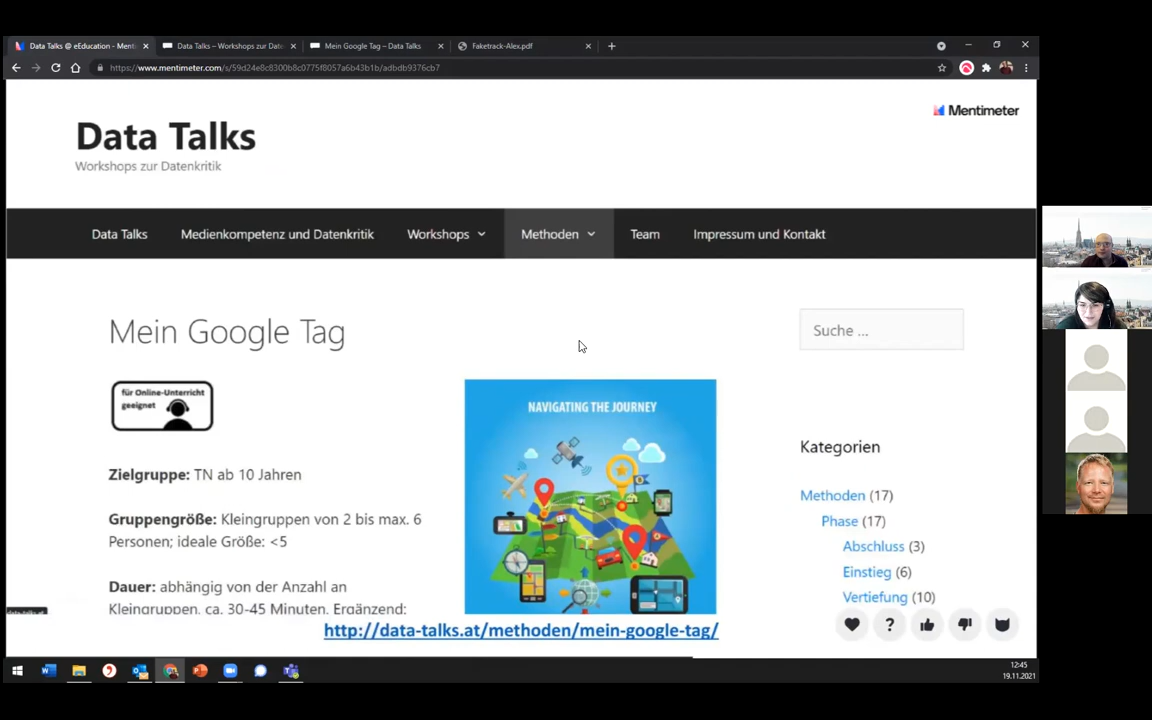 Data Talks @ eEducation - Menti
Data Talks – Workshops zur Date
Mein Google Tag – Data Talks
Faketrack-Alex.pdf
https://www.mentimeter.com/s/59d24e8c8300b8c0775f8057a6b43b1b/adbdb9376cb7
Mentimeter
Data Talks
Workshops zur Datenkritik
Data Talks
Medienkompetenz und Datenkritik
Workshops
Methoden
Team
Impressum und Kontakt
Mein Google Tag
Suche ...
für Online-Unterricht
geeignet
NAVIGATING THE JOURNEY
Zielgruppe: TN ab 10 Jahren
Gruppengröße: Kleingruppen von 2 bis max. 6
Personen; ideale Größe: <5
Dauer: abhängig von der Anzahl an
Kleingruppen, ca. 30-45 Minuten. Ergänzend:
Kategorien
Methoden (17)
Phase (17)
Abschluss (3)
Einstieg (6)
Vertiefung (10)
http://data-talks.at/methoden/mein-google-tag/
12:45
19.11.2021